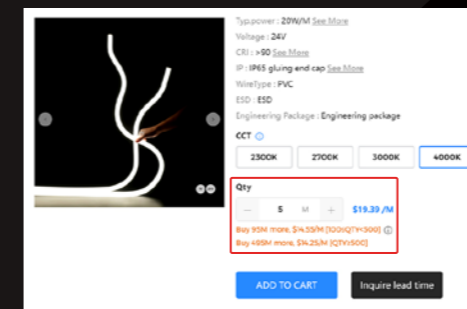 Typ.power : 20W/M See More
Voltage : 24V
CRI : >90 See More
IP : IP65 gluing end cap See More
WireType : PVC
ESD : ESD
Engineering Package : Engineering package
CCT
2300K 2700K 3000K 4000K
Qty
− 5 M + $19.39 /M
Buy 95M more, $14.55/M [100≤QTY<500]
Buy 495M more, $14.25/M [QTY≥500]
ADD TO CART Inquire lead time